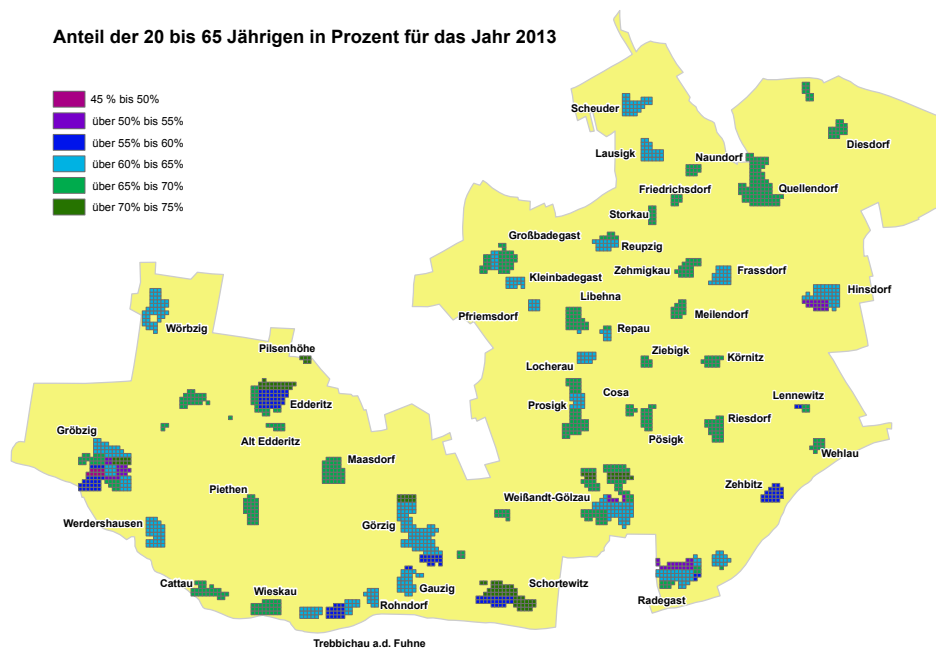 Anteil der 20 bis 65 Jährigen in Prozent für das Jahr 2013
45 % bis 50%
über 50% bis 55%
über 55% bis 60%
über 60% bis 65%
über 65% bis 70%
über 70% bis 75%
Scheuder
Diesdorf
Lausigk
Naundorf
Friedrichsdorf
Quellendorf
Storkau
Großbadegast
Reupzig
Zehmigkau
Frassdorf
Kleinbadegast
Hinsdorf
Libehna
Pfriemsdorf
Meilendorf
Wörbzig
Repau
Pilsenhöhe
Ziebigk
Körnitz
Locherau
Edderitz
Cosa
Lennewitz
Prosigk
Riesdorf
Gröbzig
Alt Edderitz
Pösigk
Wehlau
Maasdorf
Zehbitz
Piethen
Weißandt-Gölzau
Werdershausen
Görzig
Cattau
Wieskau
Gauzig
Schortewitz
Rohndorf
Radegast
Trebbichau a.d. Fuhne